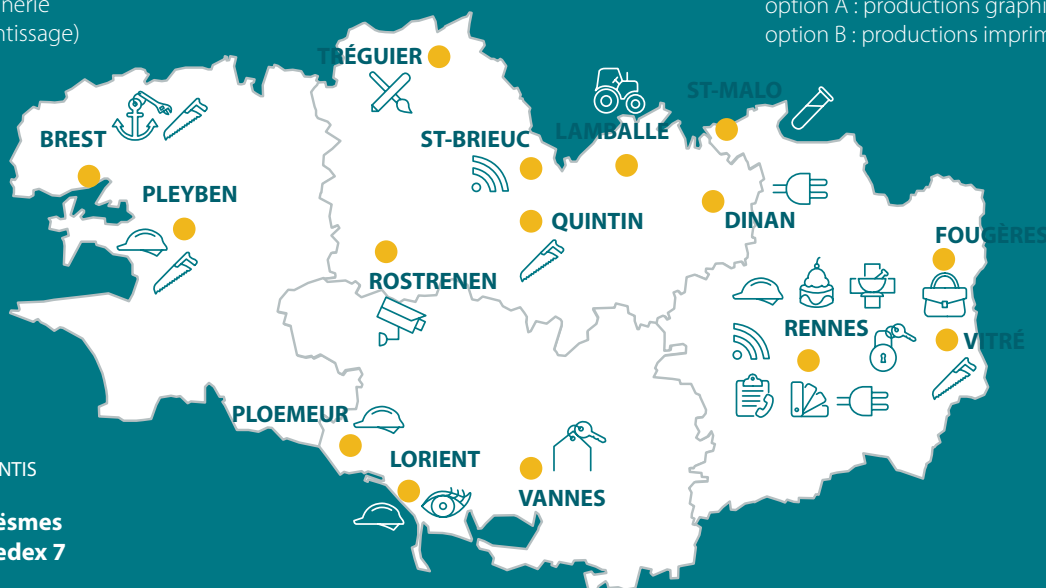 nerie
ntissage)
option A : productions graphi
option B : productions imprim
TRÉGUIER
ST-MALO
BREST
ST-BRIEUC
LAMBALLE
PLEYBEN
QUINTIN
DINAN
FOUGÈRES
ROSTRENEN
RENNES
VITRÉ
PLOEMEUR
LORIENT
VANNES
NTIS
ësmes
edex 7